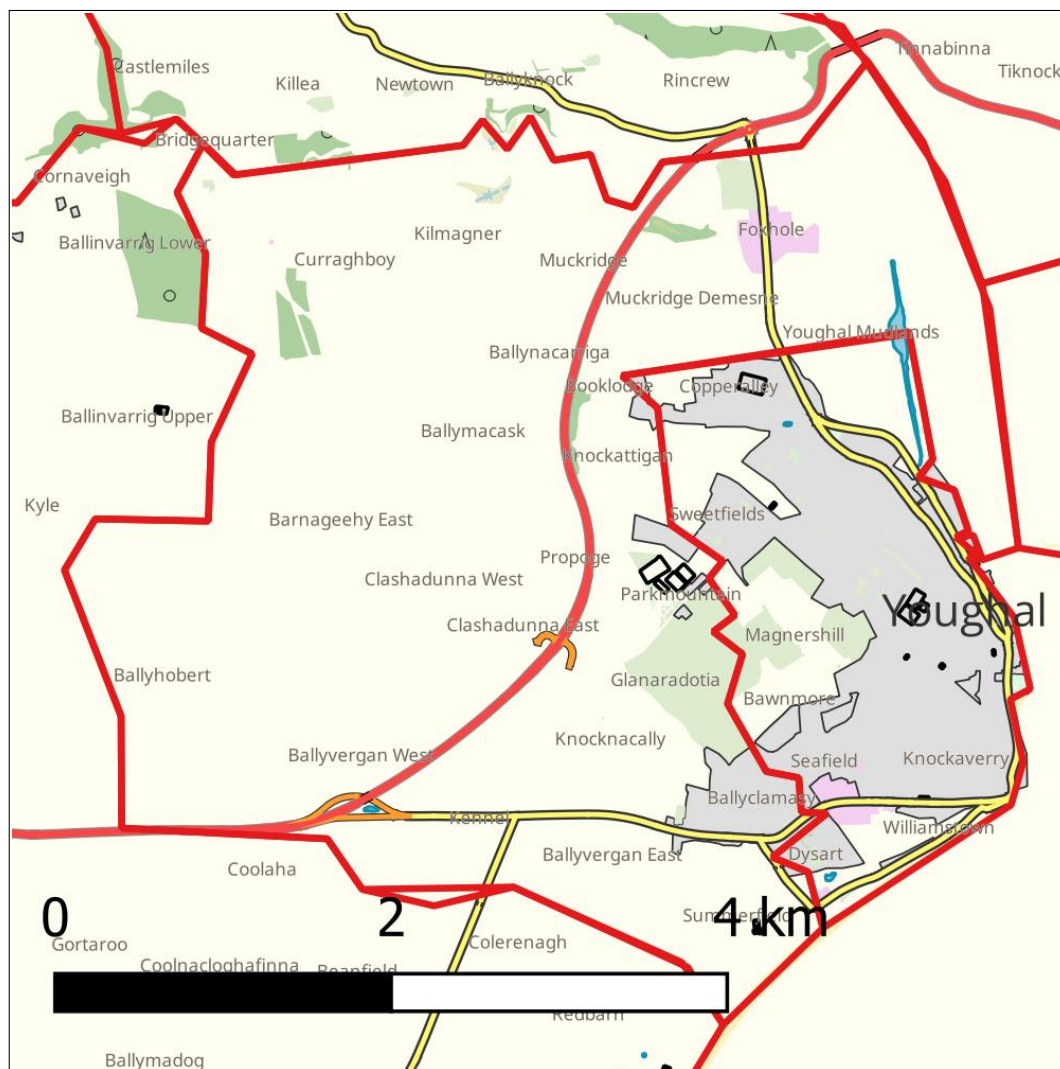 Tinnabinna
Castlemiles
Tiknock
Killea
Newtown
Ballyknock
Rincrew
Bridgequarter
Cornaveigh
Ballinvarrig Lower
Kilmagner
Foxhole
Curraghboy
Muckridge
Muckridge Demesne
Youghal Mudlands
Ballynacarriga
Booklodge
Copperalley
Ballinvarrig Upper
Ballymacask
Knockattigan
Kyle
Barnageehy East
Sweetfields
Propoge
Clashadunna West
Parkmountain
Youghal
Clashadunna East
Magnershill
Ballyhobert
Glanaradotia
Bawnmore
Knocknacally
Ballyvergan West
Seafield
Knockaverry
Ballyclamasy
Kennel
Williamstown
Ballyvergan East
Dysart
Coolaha
0 2 4 km
Summerfield
Gortaroo
Colerenagh
Coolnacloghafinna
Beanfield
Redbarn
Ballymadog